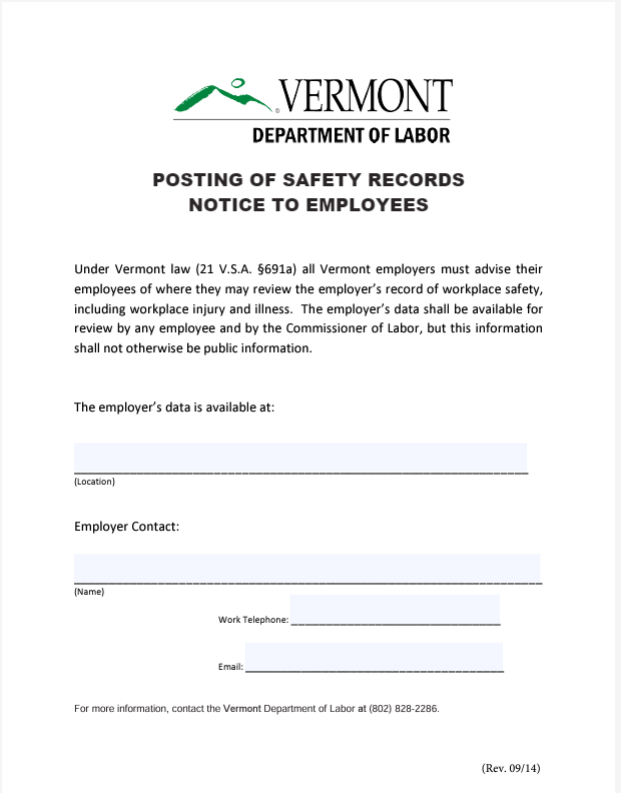 VERMONT
DEPARTMENT OF LABOR
POSTING OF SAFETY RECORDS
NOTICE TO EMPLOYEES
Under Vermont law (21 V.S.A. §691a) all Vermont employers must advise their
employees of where they may review the employer’s record of workplace safety,
including workplace injury and illness. The employer’s data shall be available for
review by any employee and by the Commissioner of Labor, but this information
shall not otherwise be public information.
The employer’s data is available at:
(Location)
Employer Contact:
(Name)
Work Telephone:
Email:
For more information, contact the Vermont Department of Labor at (802) 828-2286.
(Rev. 09/14)